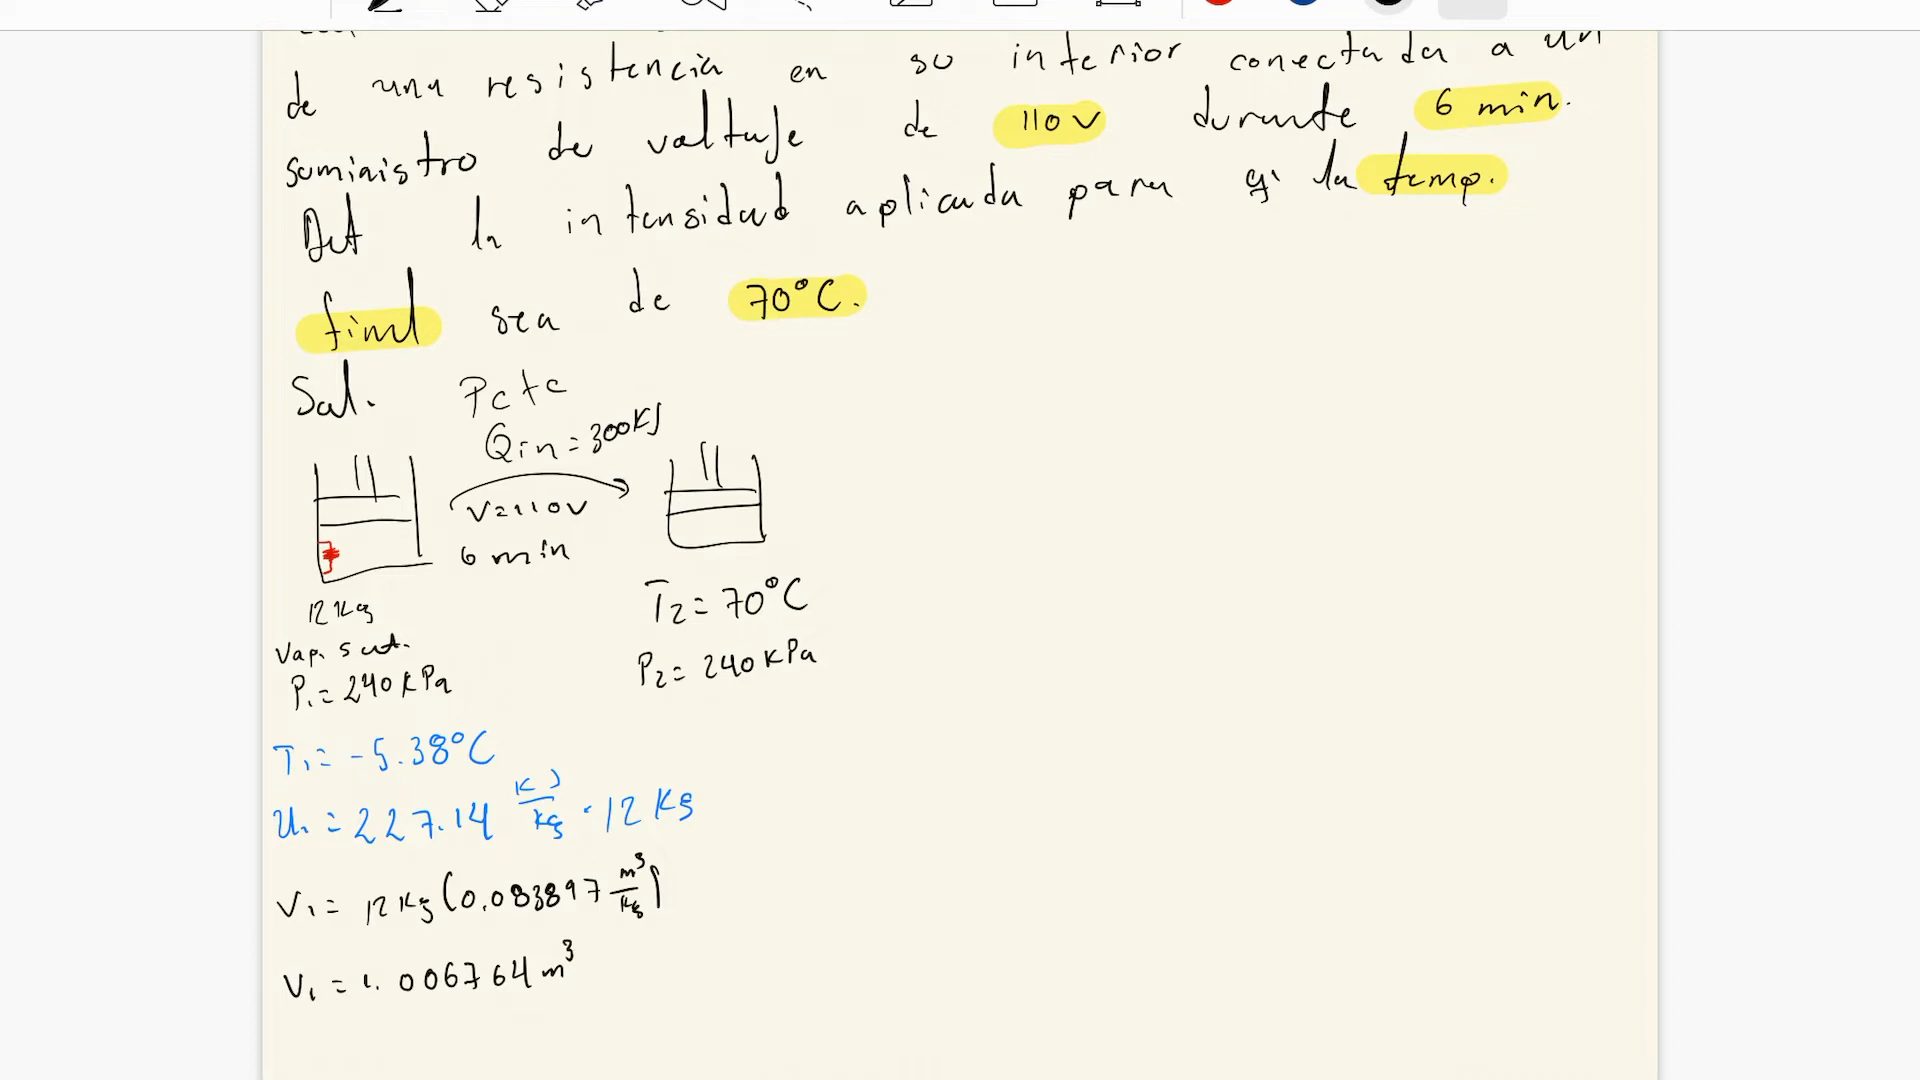 de una resistencia en su interior conectada a un
suministro de valtaje de 110 V durante 6 min.
Det la intensidad aplicada para q' la temp.
final sea de 70°C.
Sol. Pcte
Qin = 300KJ
V=110V
6 min
12 Kg
Vap. sat.
P1 = 240 KPa
T2 = 70°C
P2 = 240 KPa
T1 = -5.38°C
U1 = 227.14 KJ/kg · 12 Kg
V1 = 12 Kg (0.083897 m³/kg)
V1 = 1.006764 m³